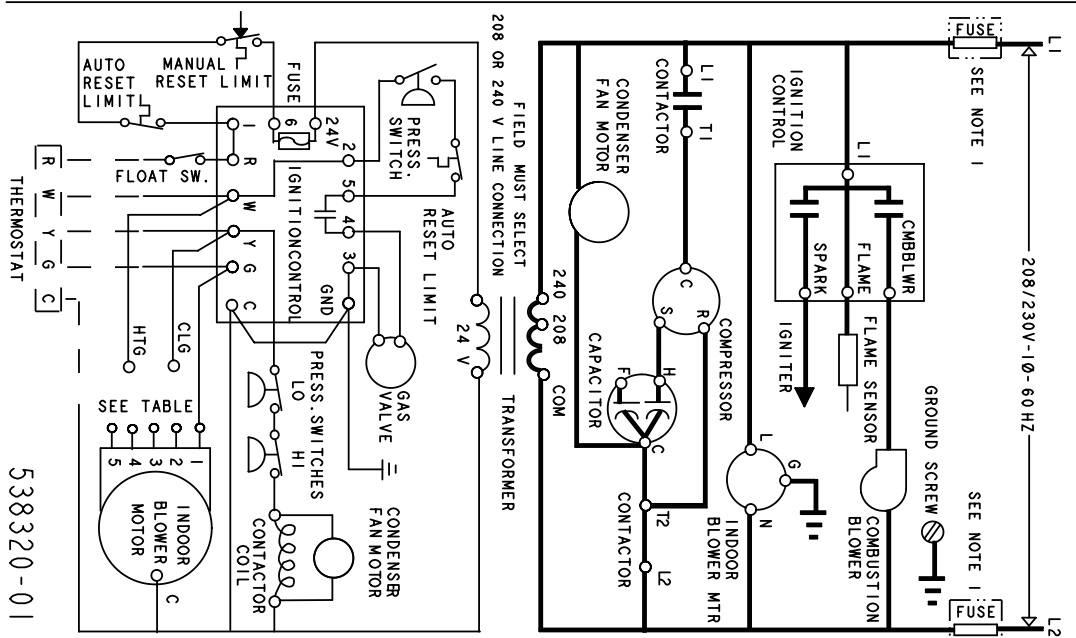 FUSE
L1
SEE NOTE 1
208/230V-1Ø-60HZ
SEE NOTE 1
FUSE
L2
IGNITION
CONTROL
L1
CMBBLWR
FLAME
SPARK
IGNITER
FLAME SENSOR
GROUND SCREW
COMBUSTION
BLOWER
L
G
N
INDOOR
BLOWER MTR
L1
CONTACTOR
T1
CONDENSER
FAN MOTOR
C
S
R
COMPRESSOR
F
H
C
CAPACITOR
T2
CONTACTOR
L2
208 OR 240 V LINE CONNECTION
FIELD MUST SELECT
240
208
COM
24 V
TRANSFORMER
AUTO
RESET
LIMIT
MANUAL
RESET LIMIT
FUSE
6
24V
PRESS.
SWITCH
AUTO
RESET LIMIT
1
R
W
Y
G
C
2
5
4
3
GND
IGNITIONCONTROL
FLOAT SW.
R
W
Y
G
C
THERMOSTAT
HTG
CLG
GAS
VALVE
PRESS.SWITCHES
LO
HI
SEE TABLE
5
4
3
2
1
INDOOR
BLOWER
MOTOR
C
CONTACTOR
COIL
CONDENSER
FAN MOTOR
538320-01